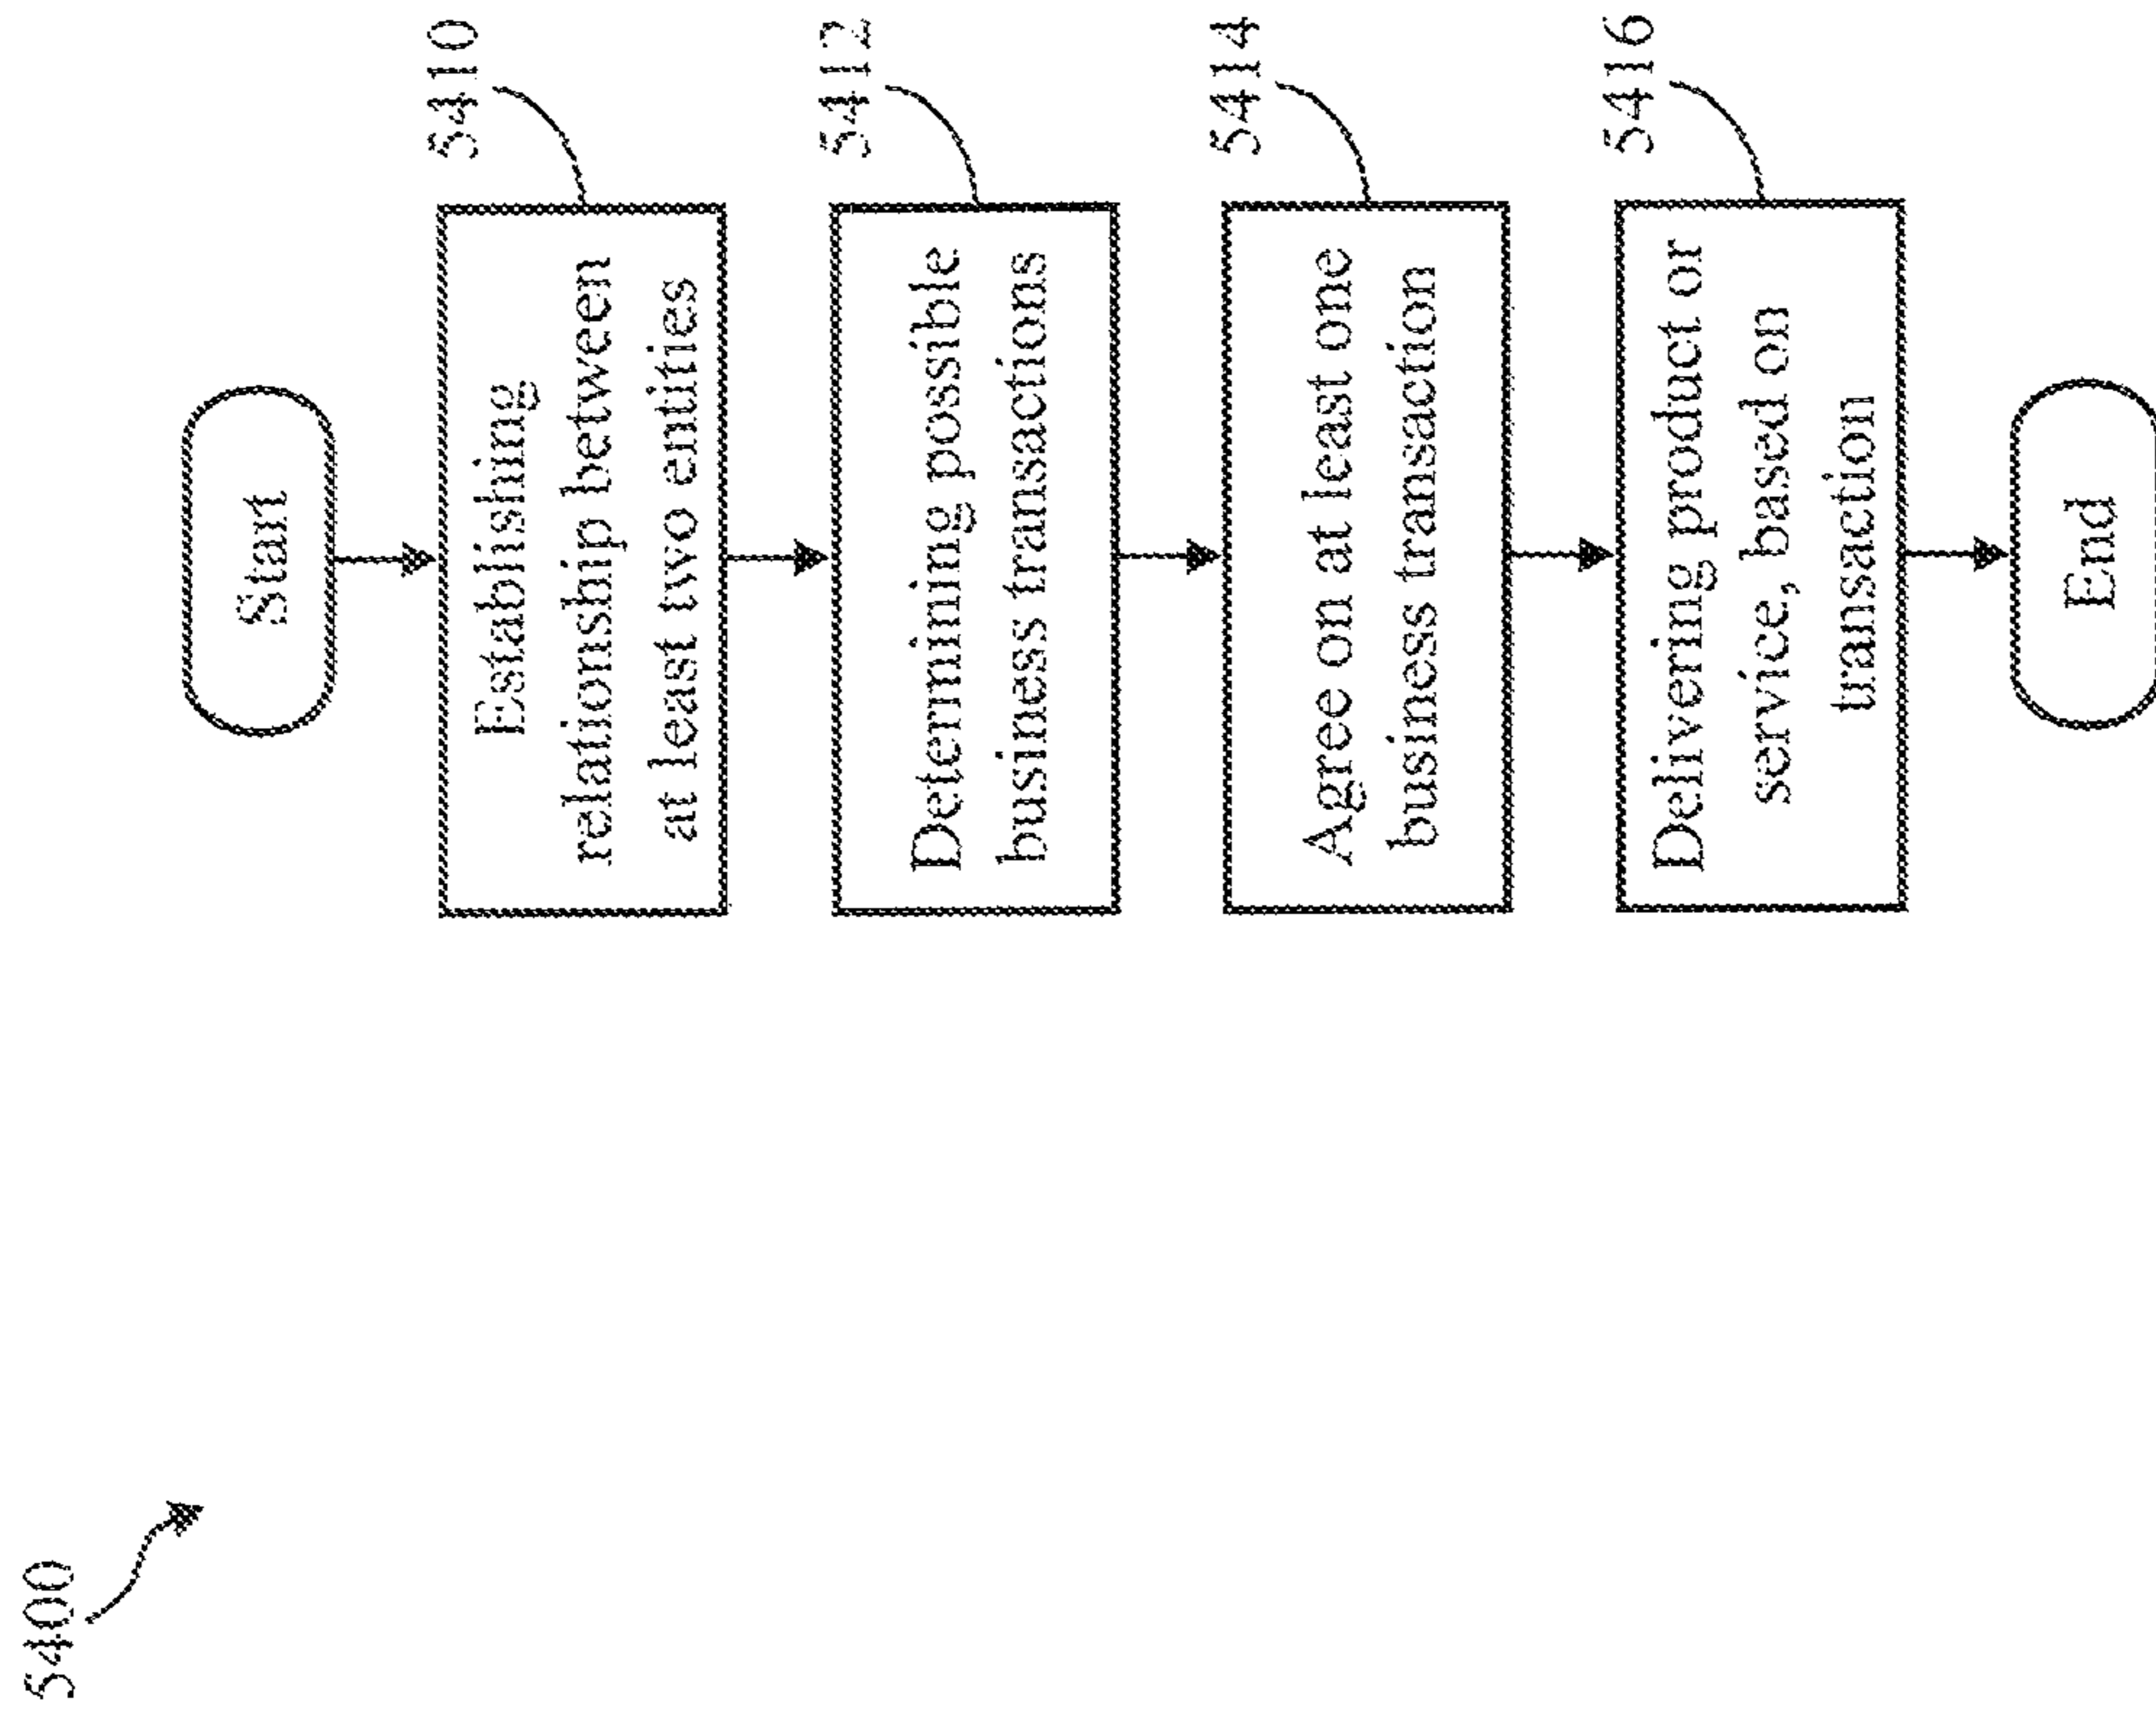 5400
Start
Establishing
relationship between
at least two entities
5410
Determining possible
business transactions
5412
Agree on at least one
business transaction
5414
Delivering product or
service, based on
transaction
5416
End